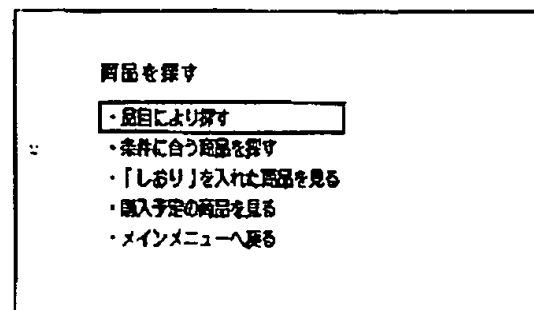 商品を探す
・品目により探す
・条件に合う商品を探す
・「しおり」を入れた商品を見る
・購入予定の商品を見る
・メインメニューへ戻る